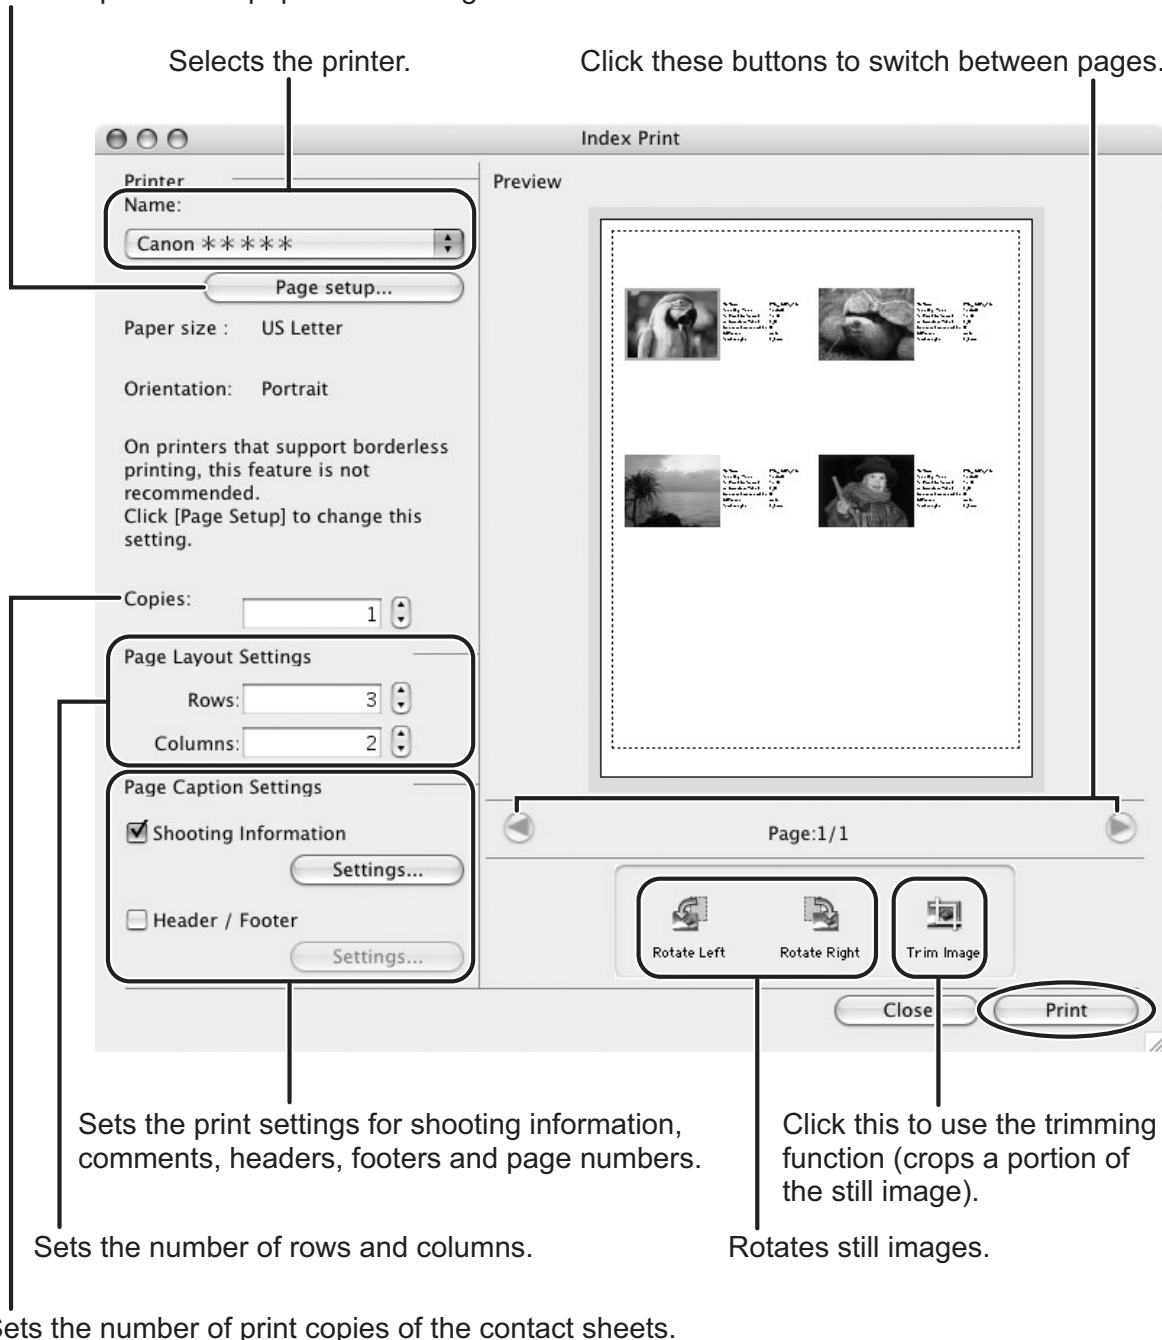 Selects the printer.
Click these buttons to switch between pages.
Index Print
Printer
Name:
Canon ＊＊＊＊＊
Page setup...
Paper size : US Letter
Orientation: Portrait
On printers that support borderless
printing, this feature is not
recommended.
Click [Page Setup] to change this
setting.
Copies: 1
Page Layout Settings
Rows: 3
Columns: 2
Page Caption Settings
Shooting Information
Settings...
Header / Footer
Settings...
Preview
Page:1/1
Rotate Left
Rotate Right
Trim Image
Close
Print
Sets the print settings for shooting information,
comments, headers, footers and page numbers.
Click this to use the trimming
function (crops a portion of
the still image).
Sets the number of rows and columns.
Rotates still images.
Sets the number of print copies of the contact sheets.